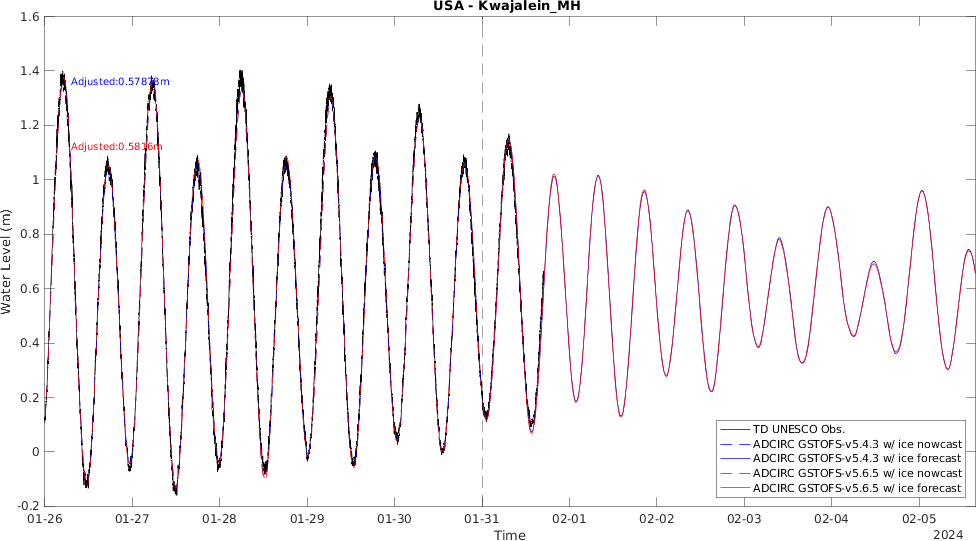 USA - Kwajalein_MH
1.6
1.4
1.2
1
0.8
0.6
0.4
0.2
0
-0.2
Water Level (m)
Adjusted:0.57873m
Adjusted:0.5816m
TD UNESCO Obs.
ADCIRC GSTOFS-v5.4.3 w/ ice nowcast
ADCIRC GSTOFS-v5.4.3 w/ ice forecast
ADCIRC GSTOFS-v5.6.5 w/ ice nowcast
ADCIRC GSTOFS-v5.6.5 w/ ice forecast
01-26 01-27 01-28 01-29 01-30 01-31 02-01 02-02 02-03 02-04 02-05
Time
2024